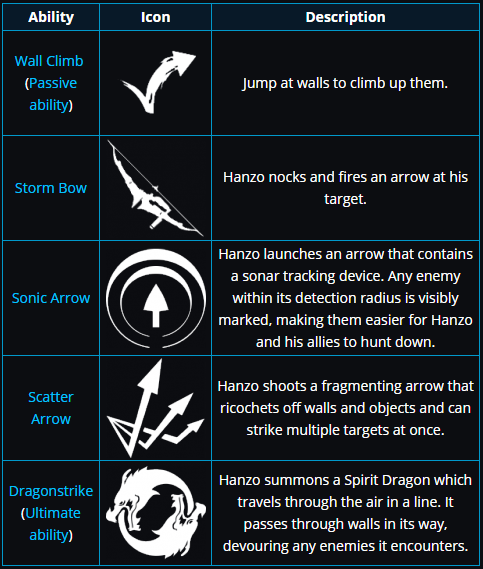 Ability Icon Description
Wall Climb
(Passive
ability)
Jump at walls to climb up them.
Storm Bow
Hanzo nocks and fires an arrow at his
target.
Sonic Arrow
Hanzo launches an arrow that contains
a sonar tracking device. Any enemy
within its detection radius is visibly
marked, making them easier for Hanzo
and his allies to hunt down.
Scatter
Arrow
Hanzo shoots a fragmenting arrow that
ricochets off walls and objects and can
strike multiple targets at once.
Dragonstrike
(Ultimate
ability)
Hanzo summons a Spirit Dragon which
travels through the air in a line. It
passes through walls in its way,
devouring any enemies it encounters.